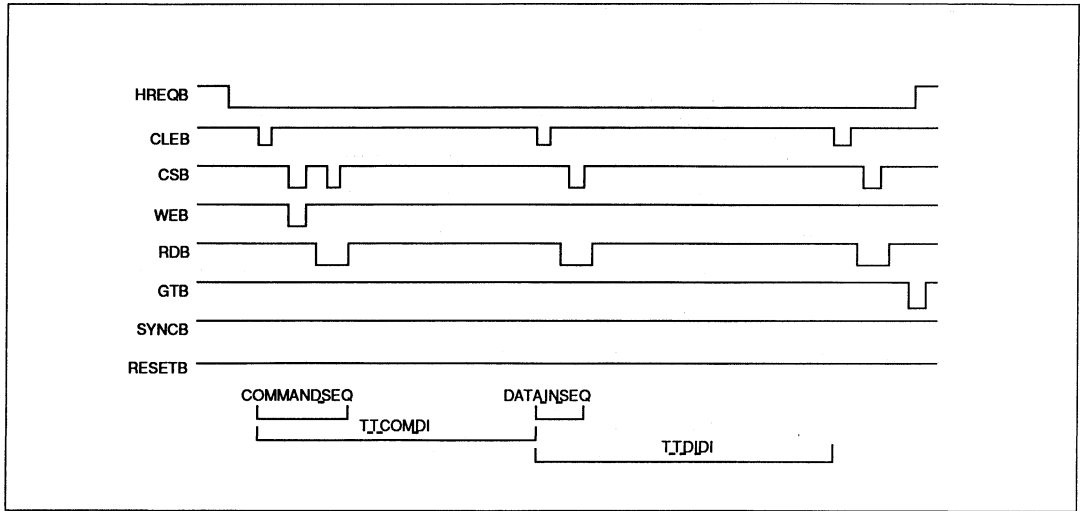 HREQB
CLEB
CSB
WEB
RDB
GTB
SYNCB
RESETB
COMMAND_SEQ DATA_IN_SEQ
T_T_COM_DI
T_T_DI_DI